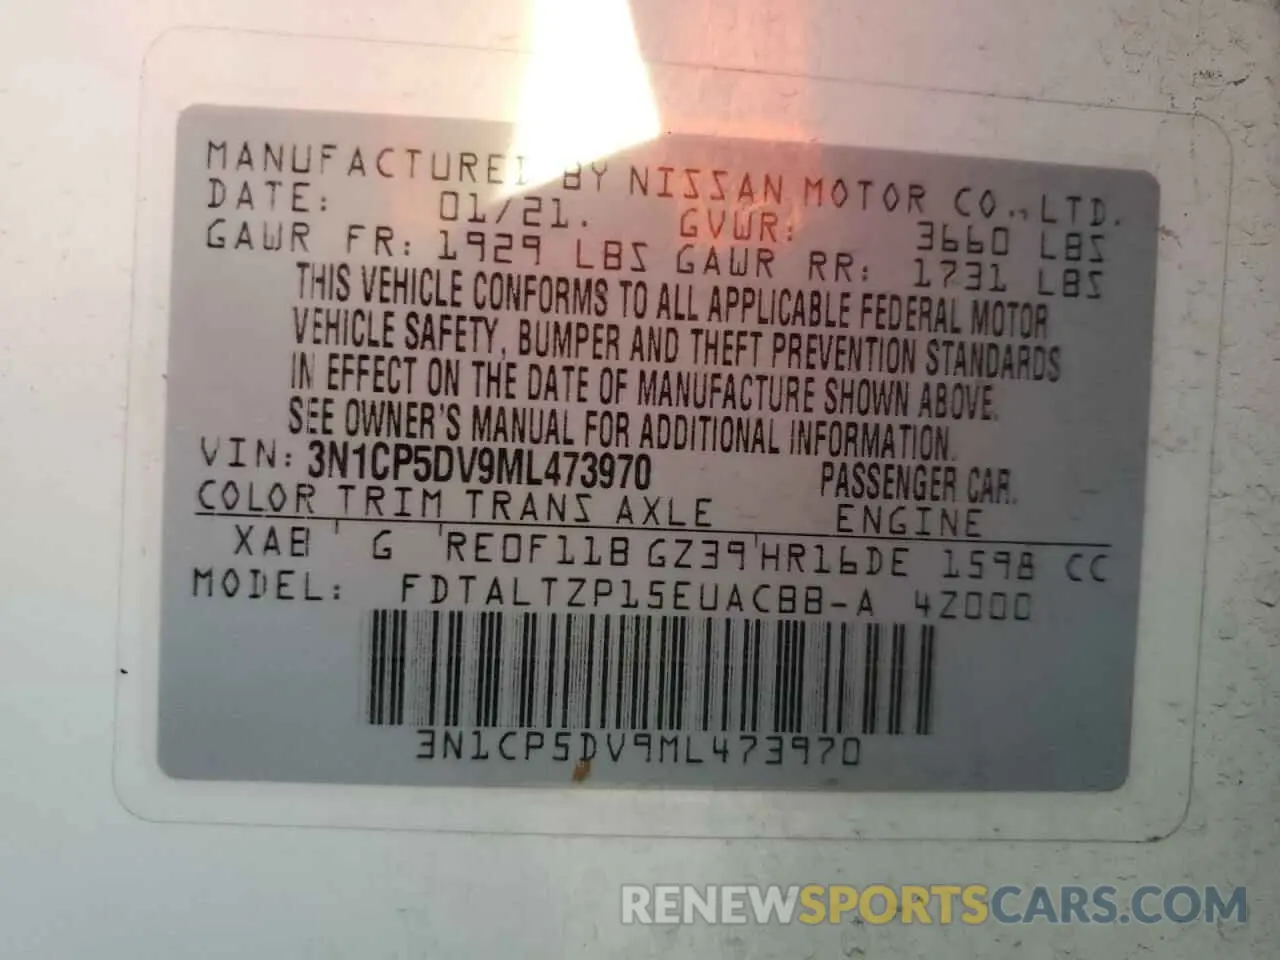 MANUFACTURED BY NISSAN MOTOR CO., LTD.
DATE: 01/21. GVWR: 3660 LBS
GAWR FR: 1929 LBS GAWR RR: 1731 LBS
THIS VEHICLE CONFORMS TO ALL APPLICABLE FEDERAL MOTOR
VEHICLE SAFETY, BUMPER AND THEFT PREVENTION STANDARDS
IN EFFECT ON THE DATE OF MANUFACTURE SHOWN ABOVE.
SEE OWNER'S MANUAL FOR ADDITIONAL INFORMATION.
VIN: 3N1CP5DV9ML473970 PASSENGER CAR.
COLOR TRIM TRANS AXLE ENGINE
XAB G RE0F11B GZ39 HR16DE 1598 CC
MODEL: FDTALTZP15EUACBB-A 4Z000
3N1CP5DV9ML473970
RENEWSPORTSCARS.COM